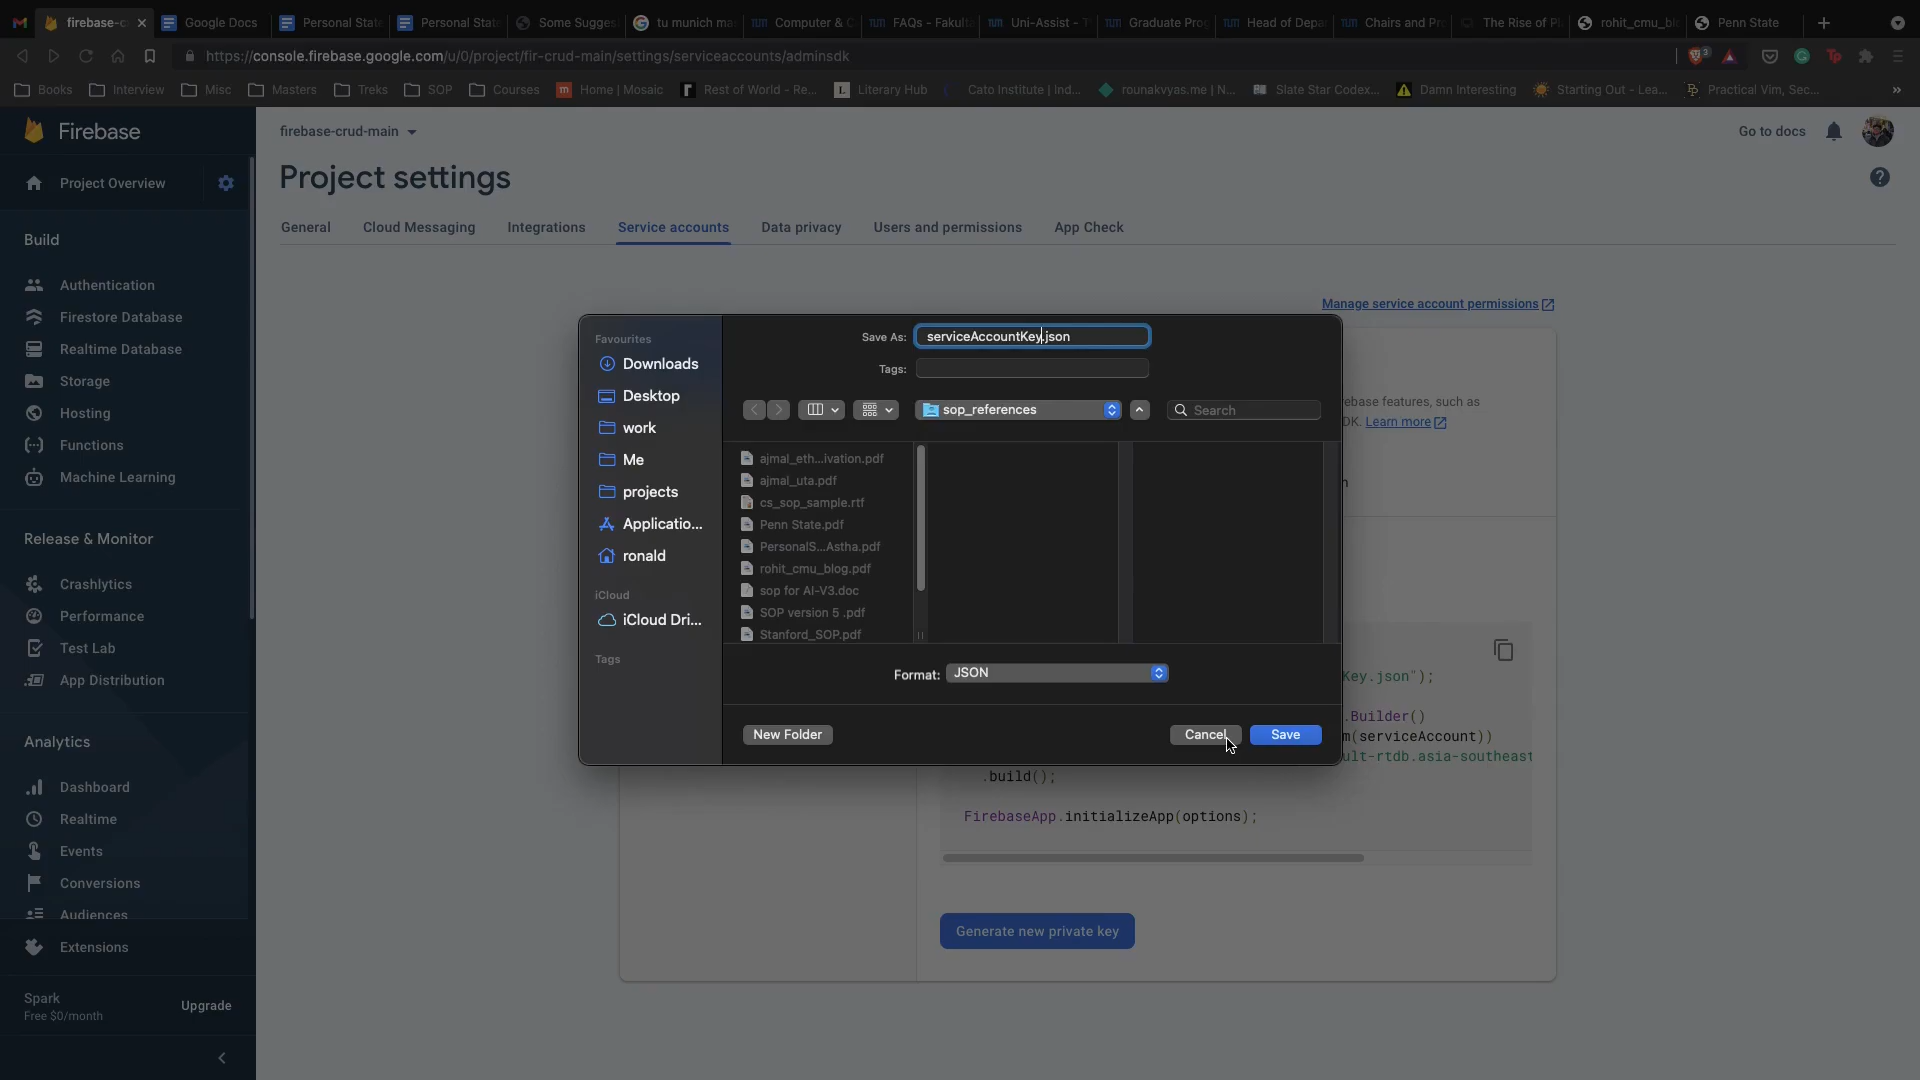 firebase-c
Google Docs
Personal State
Personal State
Some Sugges
tu munich ma
Computer & C
FAQs - Fakult
Uni-Assist - T
Graduate Prog
Head of Depa
Chairs and Pr
The Rise of Pl
rohit_cmu_bl
Penn State
https://console.firebase.google.com/u/0/project/fir-crud-main/settings/serviceaccounts/adminsdk
3
Tp
Books
Interview
Misc
Masters
Treks
SOP
Courses
Home | Mosaic
Rest of World - Re...
Literary Hub
Cato Institute | Ind...
rounakvyas.me | N...
Slate Star Codex...
Damn Interesting
Starting Out - Lea...
Practical Vim, Sec...
Firebase
firebase-crud-main
Go to docs
Project Overview
Project settings
General
Cloud Messaging
Integrations
Service accounts
Data privacy
Users and permissions
App Check
Build
Authentication
Firestore Database
Realtime Database
Storage
Hosting
Functions
Machine Learning
Release & Monitor
Crashlytics
Performance
Test Lab
App Distribution
Analytics
Dashboard
Realtime
Events
Conversions
Audiences
Extensions
Spark
Free $0/month
Upgrade
Manage service account permissions
ebase features, such as
DK. Learn more
Favourites
Downloads
Desktop
work
Me
projects
Applicatio...
ronald
iCloud
iCloud Dri...
Tags
Save As: serviceAccountKey.json
Tags:
sop_references
Search
ajmal_eth...ivation.pdf
ajmal_uta.pdf
cs_sop_sample.rtf
Penn State.pdf
PersonalS...Astha.pdf
rohit_cmu_blog.pdf
sop for AI-V3.doc
SOP version 5 .pdf
Stanford_SOP.pdf
Format: JSON
New Folder
Cancel
Save
Key.json");
.Builder()
m(serviceAccount))
ult-rtdb.asia-southeast
.build();
FirebaseApp.initializeApp(options);
Generate new private key